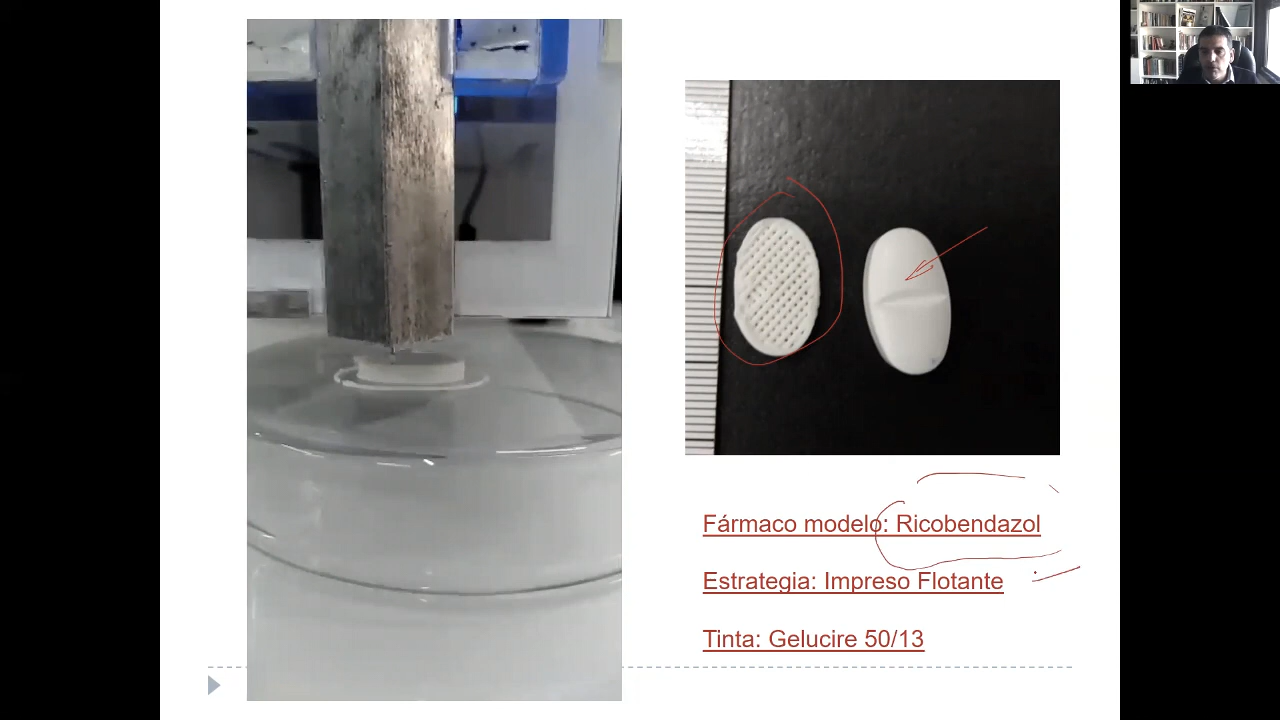 Fármaco modelo: Ricobendazol
Estrategia: Impreso Flotante
Tinta: Gelucire 50/13